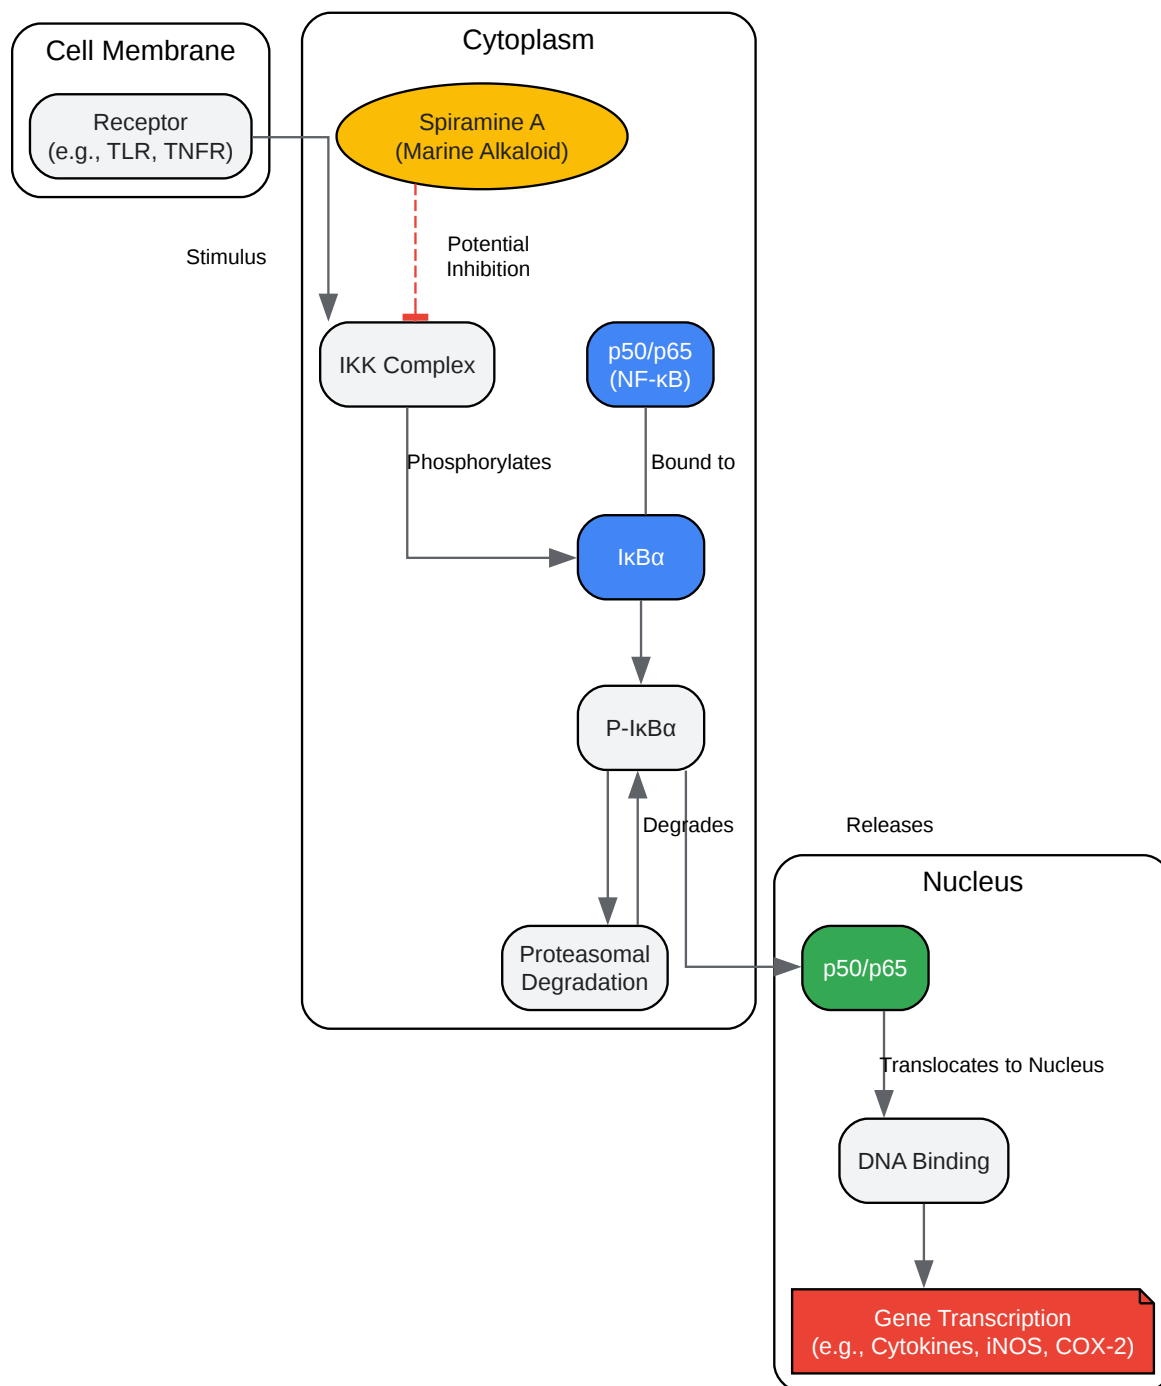 Cell Membrane
Receptor
(e.g., TLR, TNFR)
Stimulus
Cytoplasm
Spiramine A
(Marine Alkaloid)
Potential
Inhibition
IKK Complex
p50/p65
(NF-κB)
Phosphorylates
Bound to
IκBα
P-IκBα
Degrades
Releases
Proteasomal
Degradation
Nucleus
p50/p65
Translocates to Nucleus
DNA Binding
Gene Transcription
(e.g., Cytokines, iNOS, COX-2)